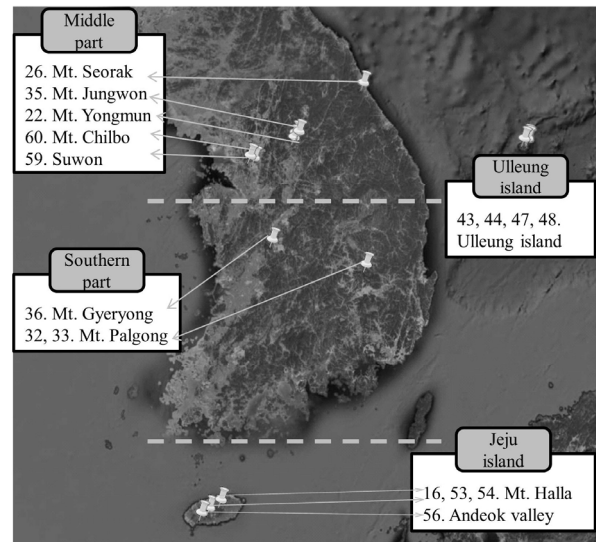 Middle
part
26. Mt. Seorak
35. Mt. Jungwon
22. Mt. Yongmun
60. Mt. Chilbo
59. Suwon
Ulleung
island
43, 44, 47, 48.
Ulleung island
Southern
part
36. Mt. Gyeryong
32, 33. Mt. Palgong
Jeju
island
16, 53, 54. Mt. Halla
56. Andeok valley